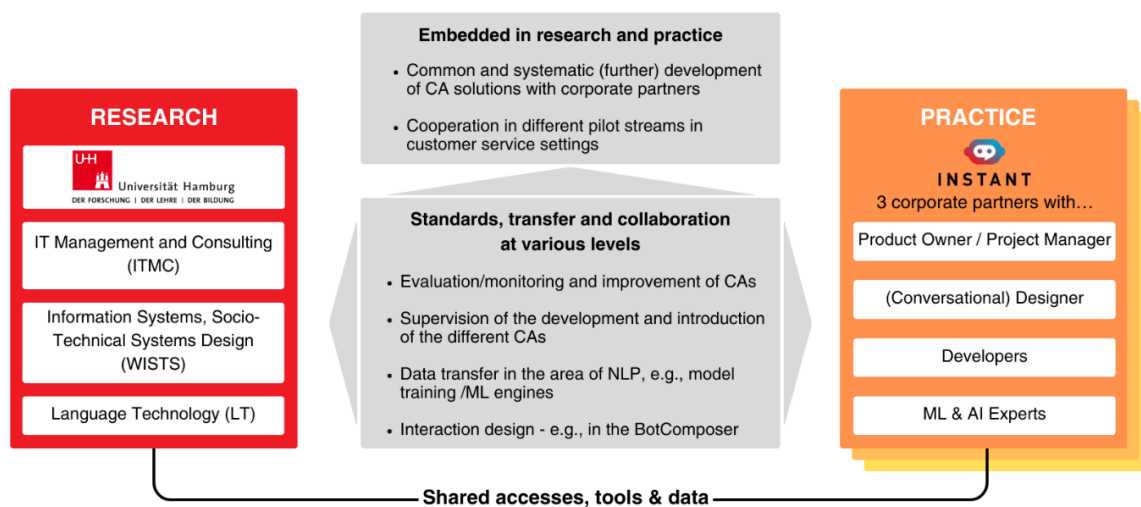 RESEARCH
UH
Universität Hamburg
DER FORSCHUNG | DER LEHRE | DER BILDUNG
IT Management and Consulting
(ITMC)
Information Systems, Socio-
Technical Systems Design
(WISTS)
Language Technology (LT)
Embedded in research and practice
• Common and systematic (further) development
of CA solutions with corporate partners
• Cooperation in different pilot streams in
customer service settings
Standards, transfer and collaboration
at various levels
• Evaluation/monitoring and improvement of CAs
• Supervision of the development and introduction
of the different CAs
• Data transfer in the area of NLP, e.g., model
training /ML engines
• Interaction design - e.g., in the BotComposer
PRACTICE
INSTANT
3 corporate partners with…
Product Owner / Project Manager
(Conversational) Designer
Developers
ML & AI Experts
Shared accesses, tools & data